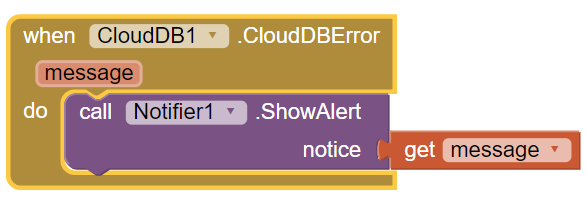 when CloudDB1 .CloudDBError
message
do call Notifier1 .ShowAlert
notice get message